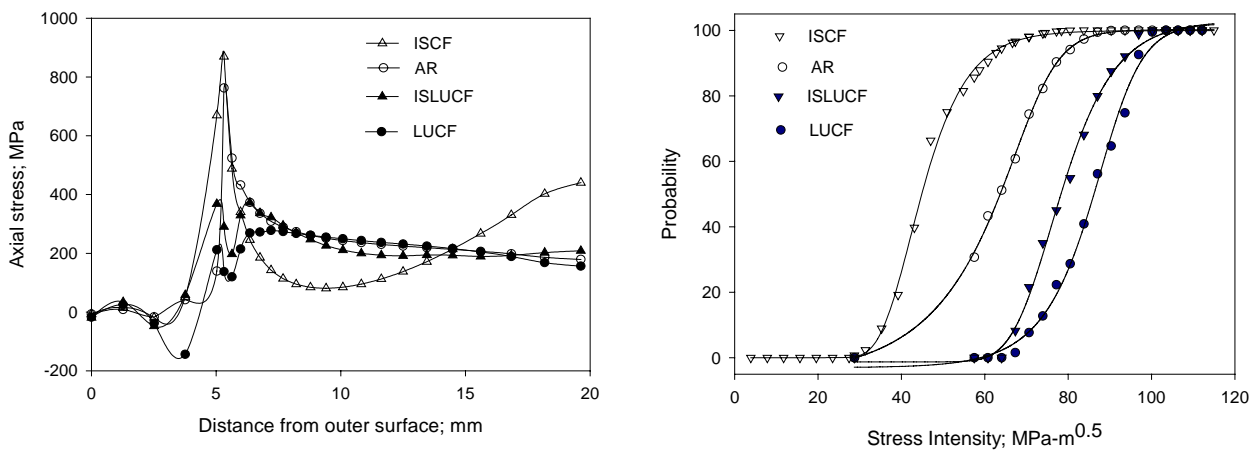 1000
800
600
400
200
0
-200
0
5
10
15
20
Axial stress; MPa
Distance from outer surface; mm
ISCF
AR
ISLUCF
LUCF
100
80
60
40
20
0
0
20
40
60
80
100
120
Probability
Stress Intensity; MPa-m^0.5
ISCF
AR
ISLUCF
LUCF